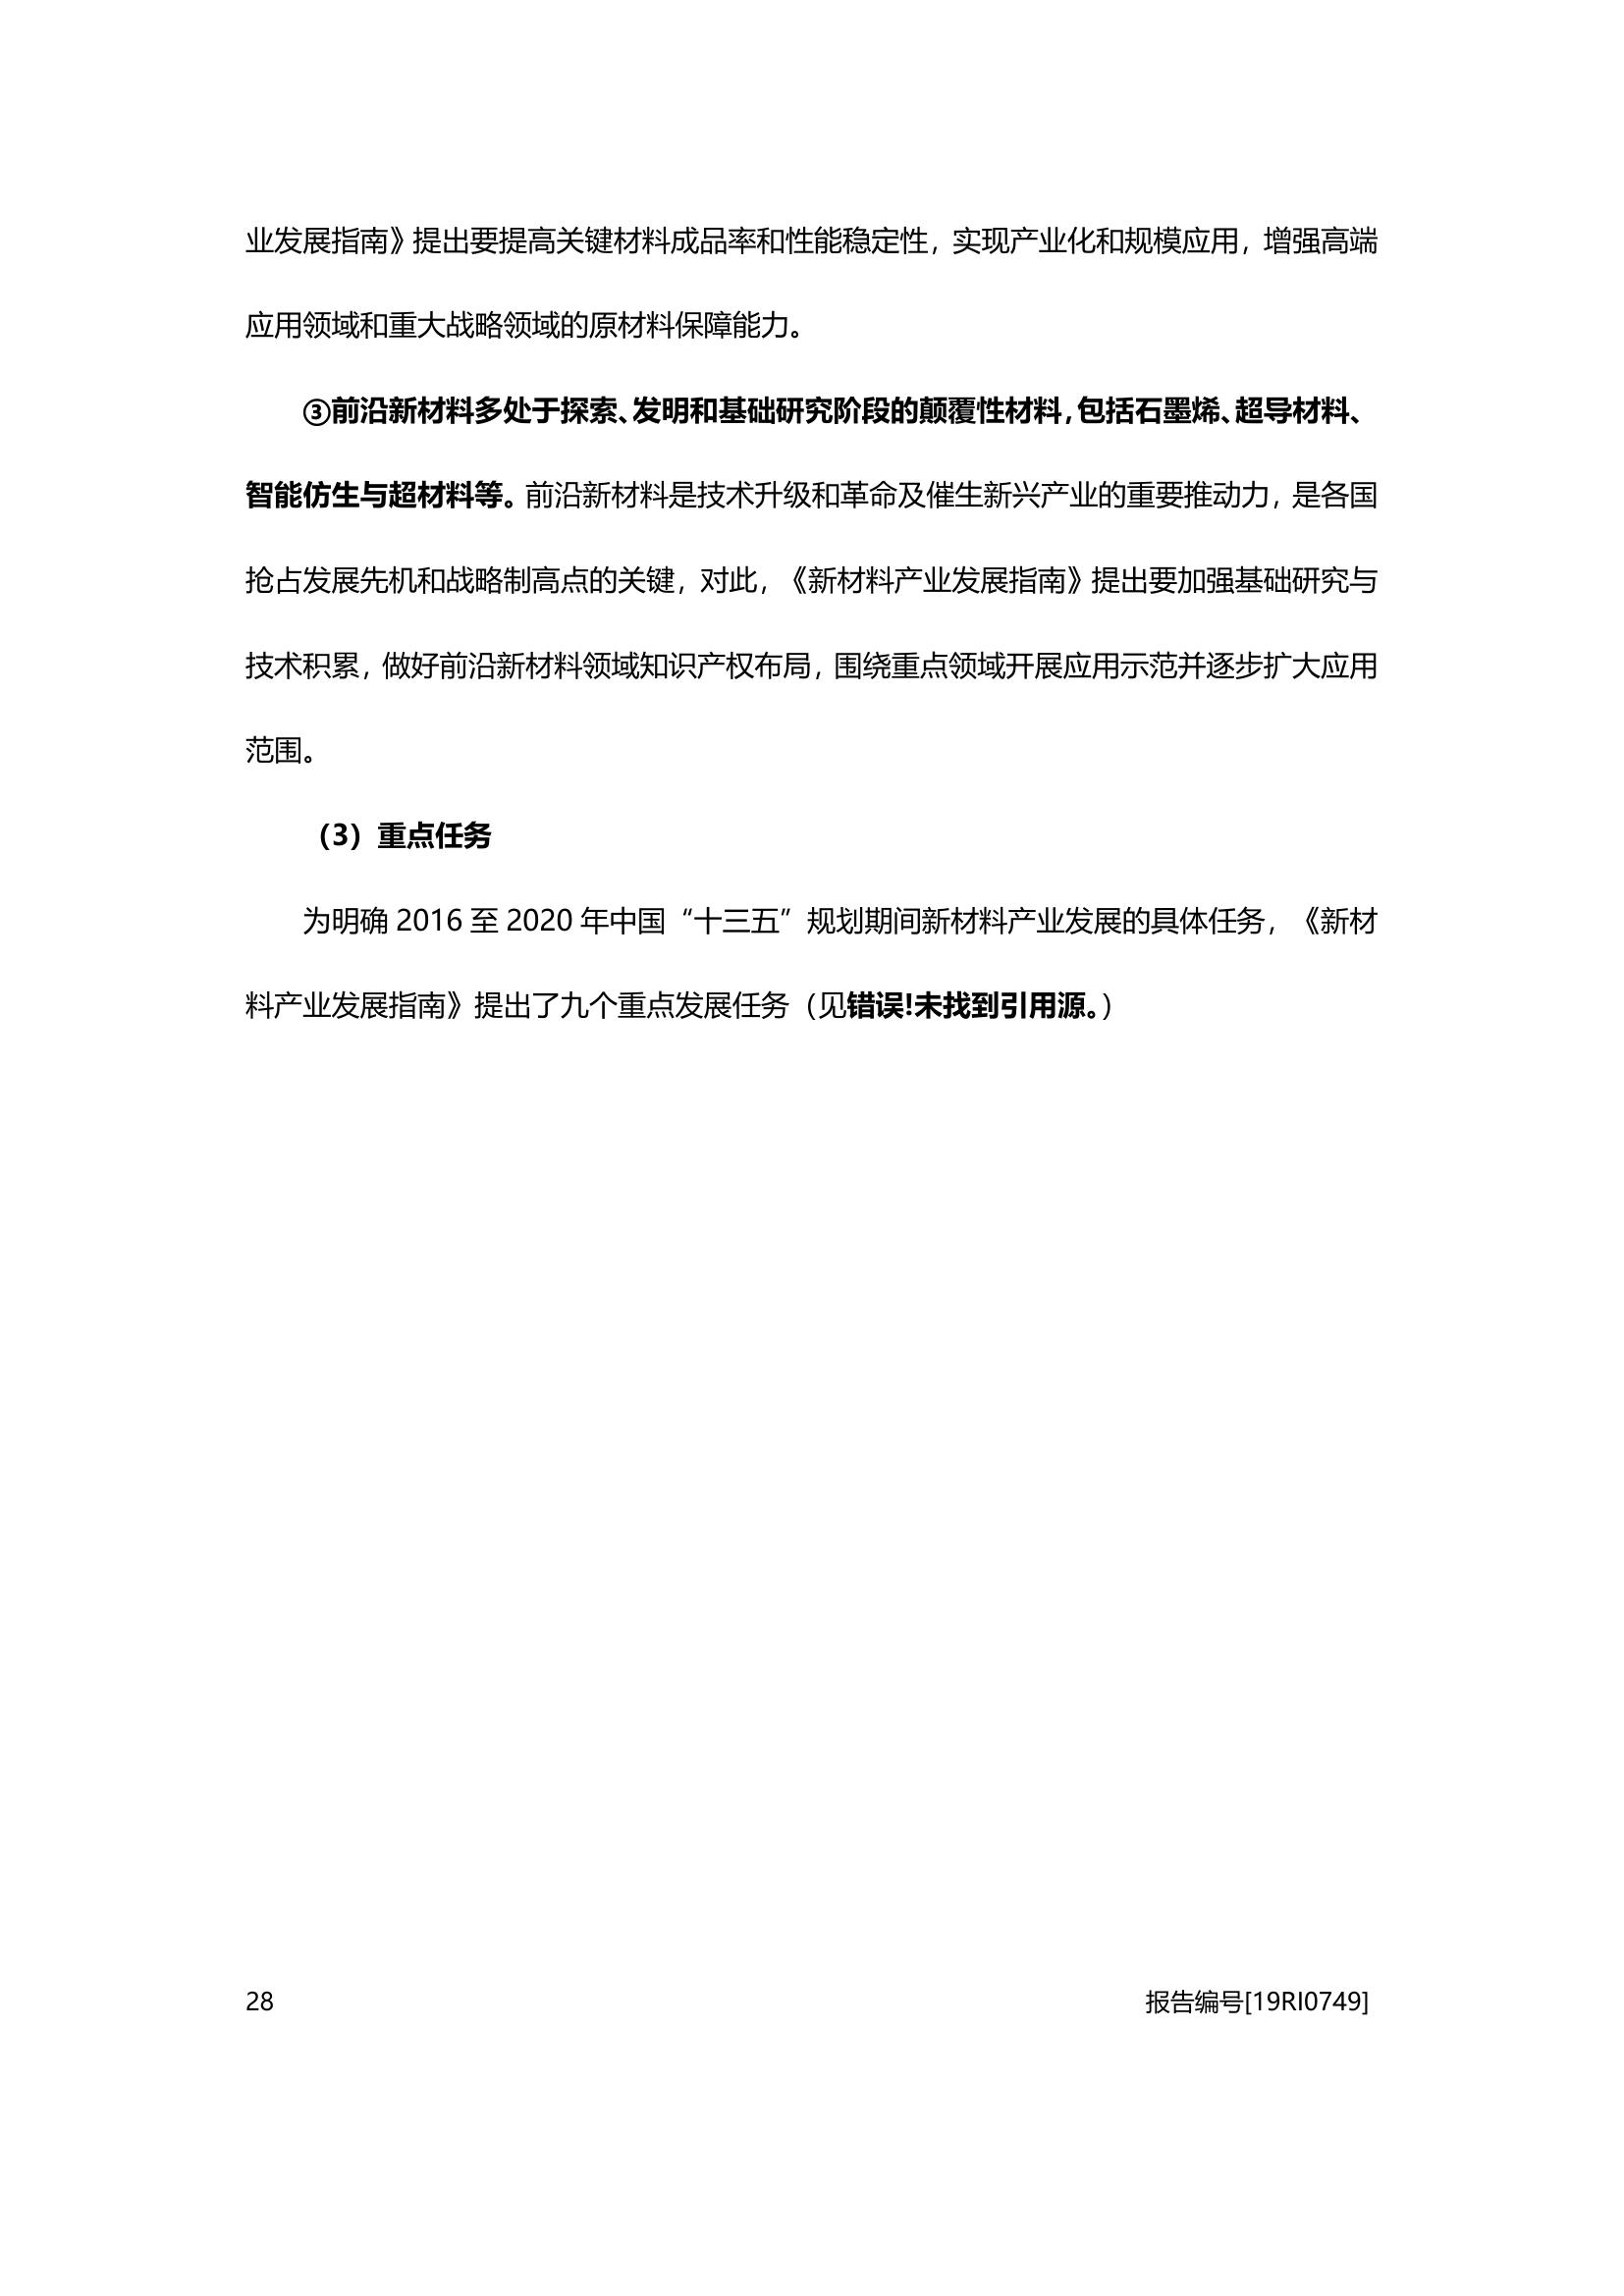 业发展指南》提出要提高关键材料成品率和性能稳定性，实现产业化和规模应用，增强高端
应用领域和重大战略领域的原材料保障能力。
③前沿新材料多处于探索、发明和基础研究阶段的颠覆性材料，包括石墨烯、超导材料、
智能仿生与超材料等。前沿新材料是技术升级和革命及催生新兴产业的重要推动力，是各国
抢占发展先机和战略制高点的关键，对此，《新材料产业发展指南》提出要加强基础研究与
技术积累，做好前沿新材料领域知识产权布局，围绕重点领域开展应用示范并逐步扩大应用
范围。
（3）重点任务
为明确 2016 至 2020 年中国“十三五”规划期间新材料产业发展的具体任务，《新材
料产业发展指南》提出了九个重点发展任务（见错误!未找到引用源。）
28 报告编号[19RI0749]